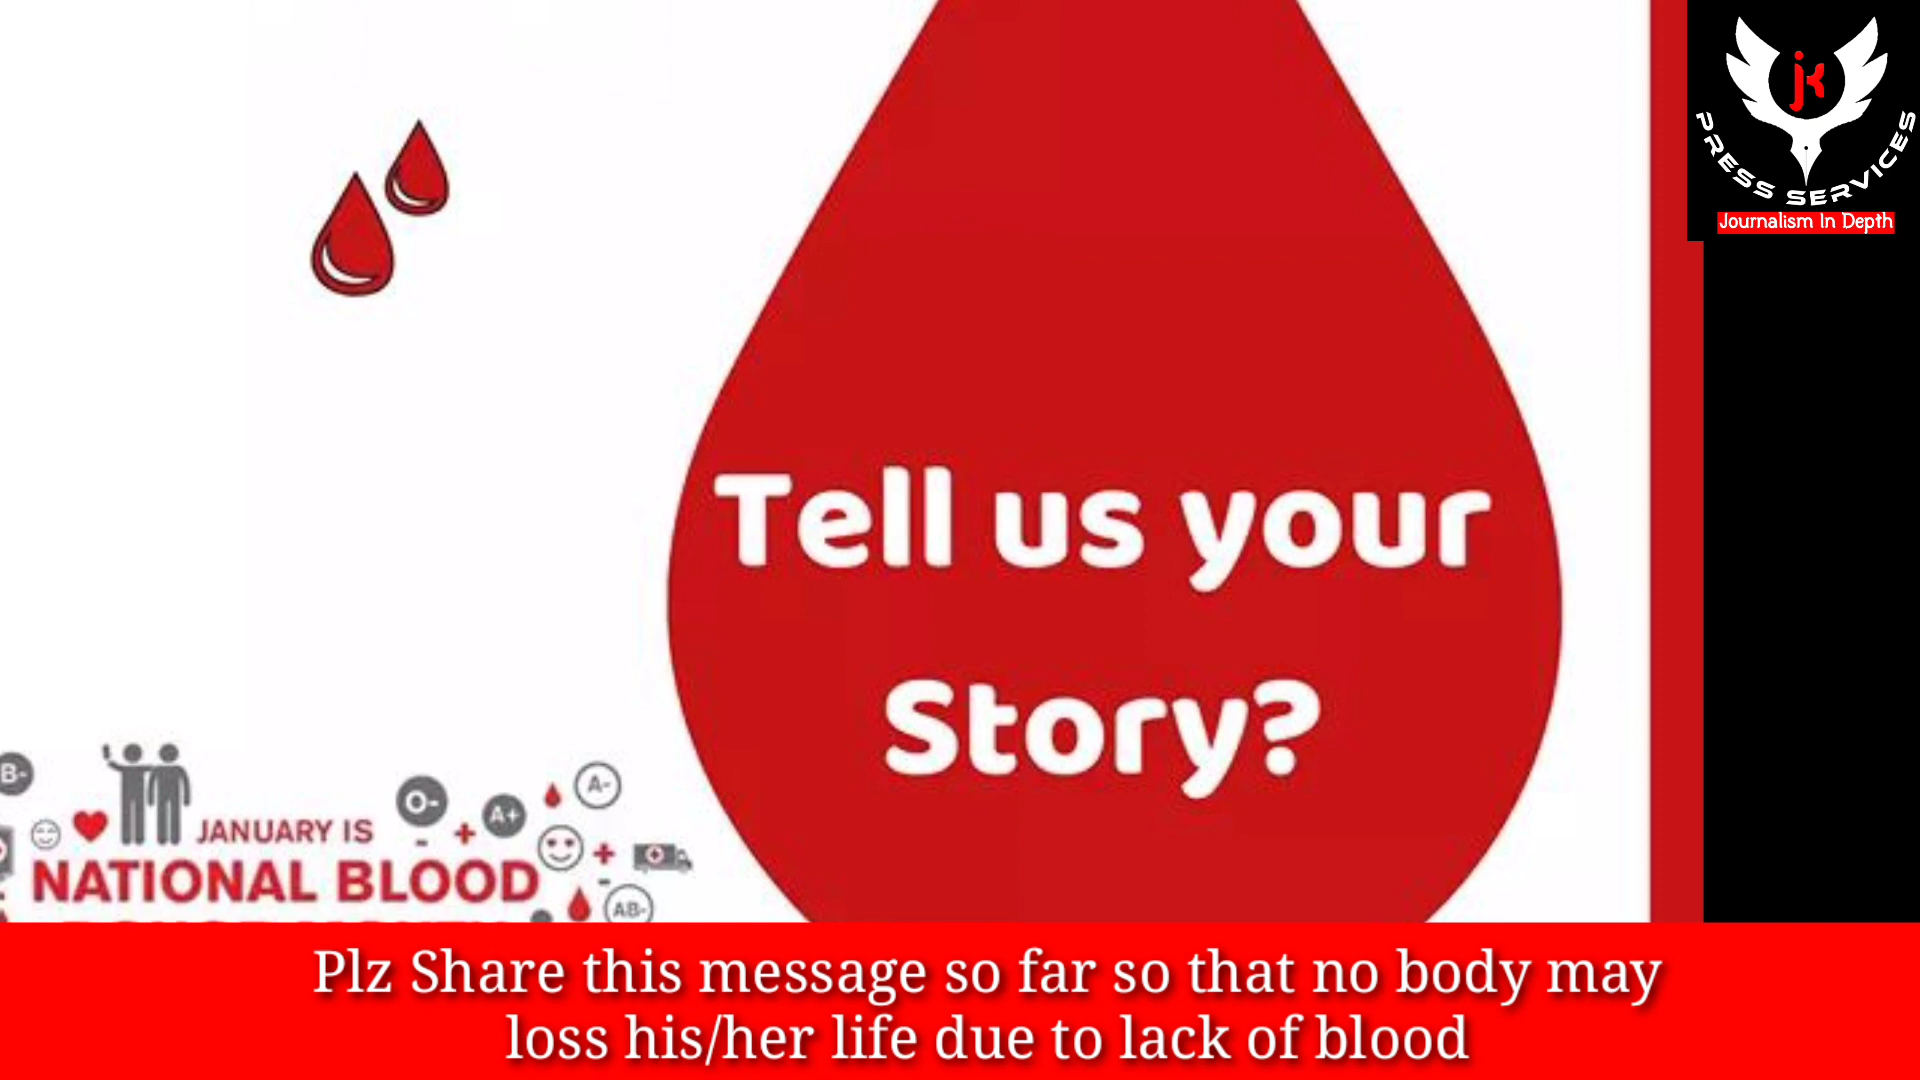 jk
PRESS SERVICES
Journalism In Depth
Tell us your
Story?
B-
O-
A+
A-
JANUARY IS
NATIONAL BLOOD
AB-
Plz Share this message so far so that no body may
loss his/her life due to lack of blood